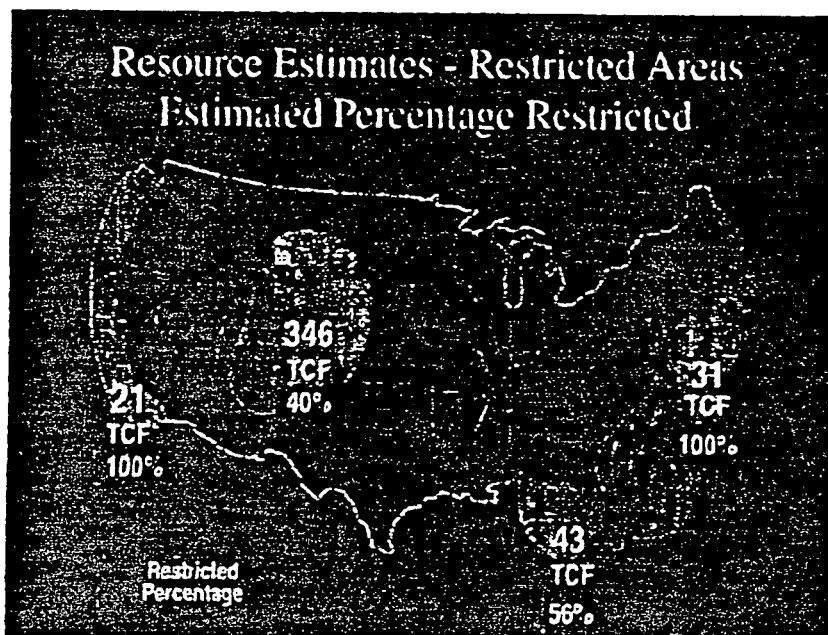 Resource Estimates - Restricted Areas
Estimated Percentage Restricted
346
TCF
40%
21
TCF
100%
31
TCF
100%
43
TCF
56%
Restricted
Percentage